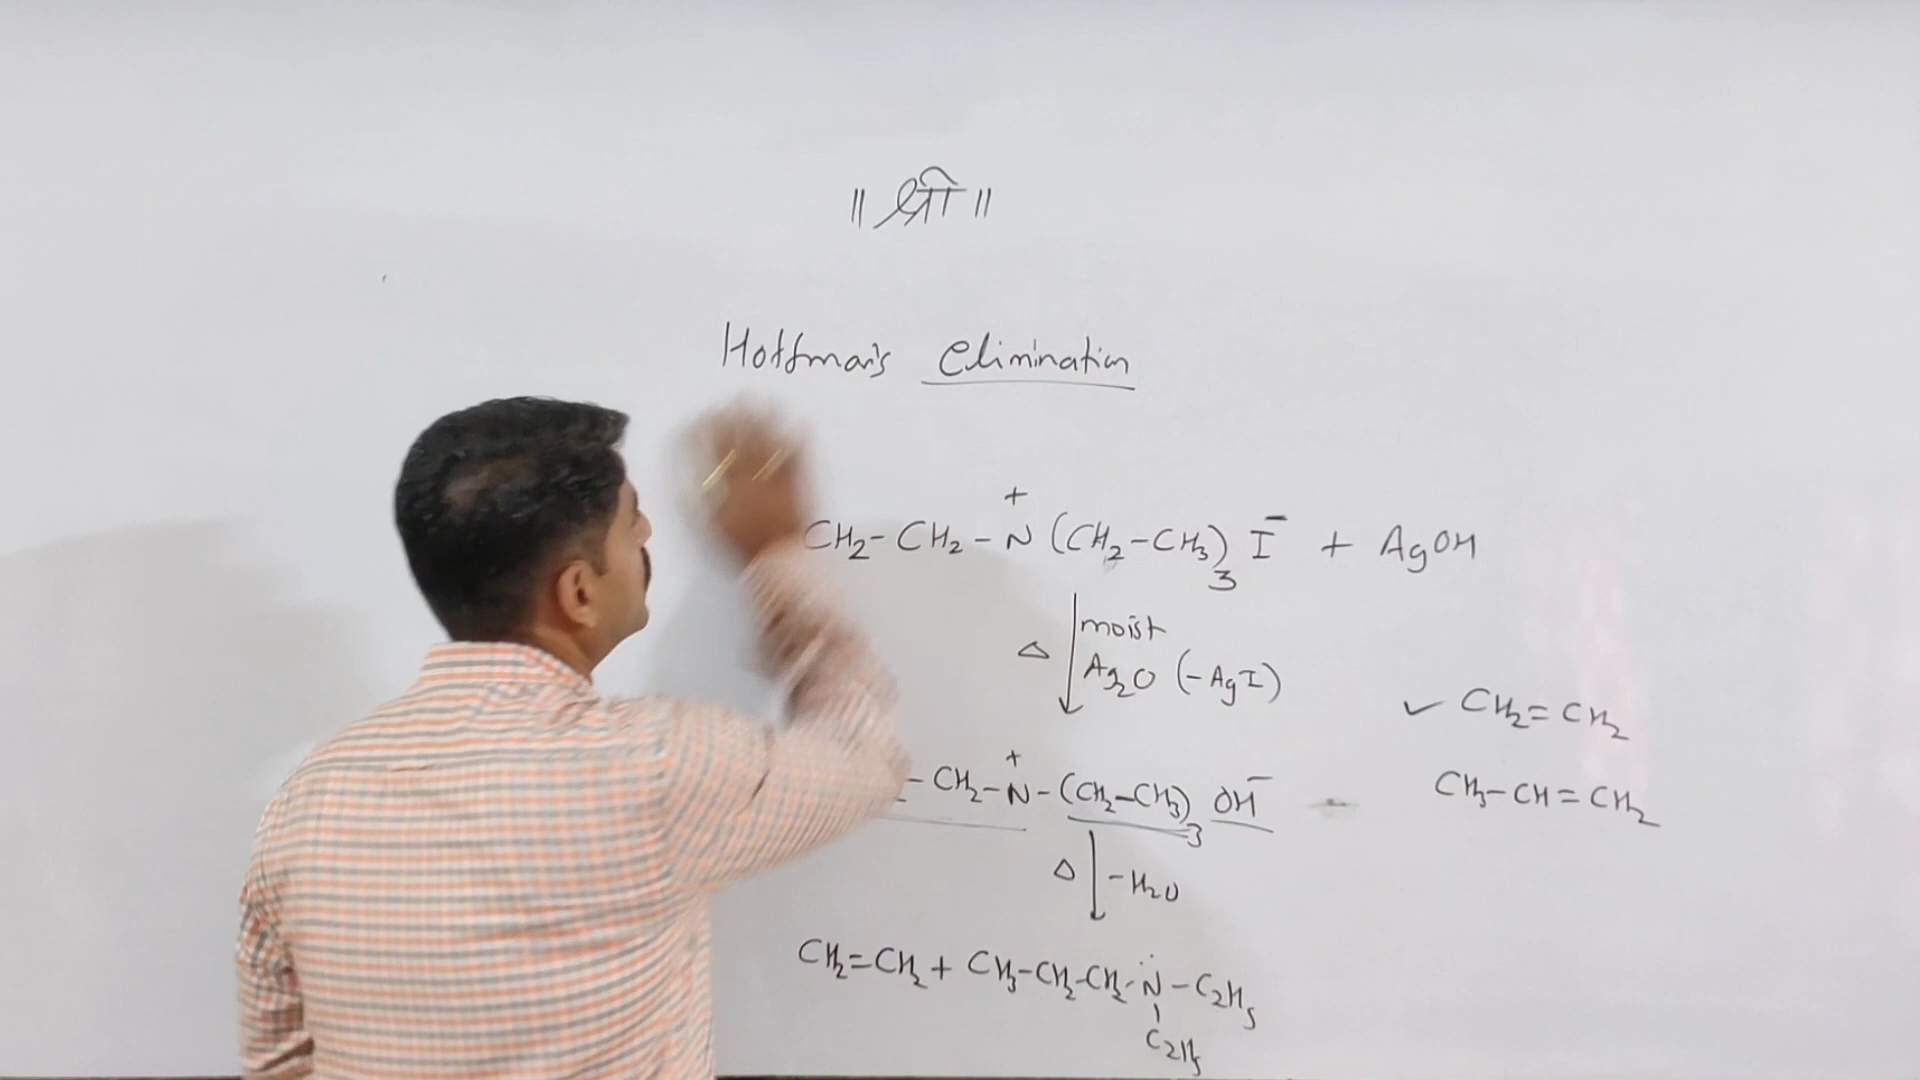 ॥ श्री ॥
Hoffman's Elimination
CH₂-CH₂-N⁺(CH₂-CH₃)₃ I⁻ + AgOH
Δ moist
Ag₂O (-AgI)
✓ CH₂=CH₂
-CH₂-N⁺-(CH₂-CH₃)₃ OH⁻
CH₃-CH=CH₂
Δ -H₂O
CH₂=CH₂ + CH₃-CH₂-CH₂-N̈-C₂H₅
C₂H₅